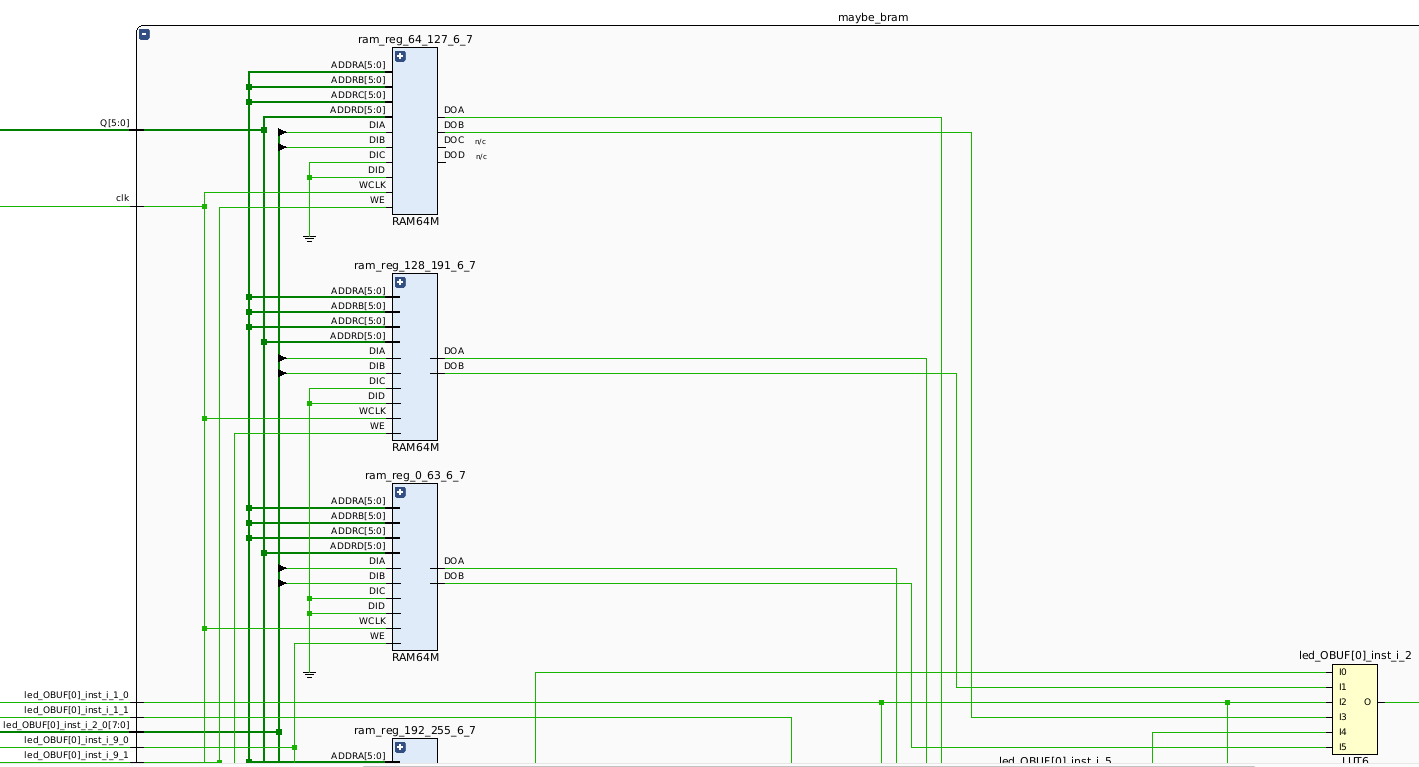 maybe_bram
ram_reg_64_127_6_7
ADDRA[5:0]
ADDRB[5:0]
ADDRC[5:0]
ADDRD[5:0]
DIA
DIB
DIC
DID
WCLK
WE
DOA
DOB
DOC n/c
DOD n/c
RAM64M
Q[5:0]
clk
ram_reg_128_191_6_7
ADDRA[5:0]
ADDRB[5:0]
ADDRC[5:0]
ADDRD[5:0]
DIA
DIB
DIC
DID
WCLK
WE
DOA
DOB
RAM64M
ram_reg_0_63_6_7
ADDRA[5:0]
ADDRB[5:0]
ADDRC[5:0]
ADDRD[5:0]
DIA
DIB
DIC
DID
WCLK
WE
DOA
DOB
RAM64M
led_OBUF[0]_inst_i_1_0
led_OBUF[0]_inst_i_1_1
led_OBUF[0]_inst_i_2_0[7:0]
led_OBUF[0]_inst_i_9_0
led_OBUF[0]_inst_i_9_1
ram_reg_192_255_6_7
ADDRA[5:0]
led_OBUF[0]_inst_i_2
I0
I1
I2
I3
I4
I5
O
LUT6
led_OBUF[0]_inst_i_5